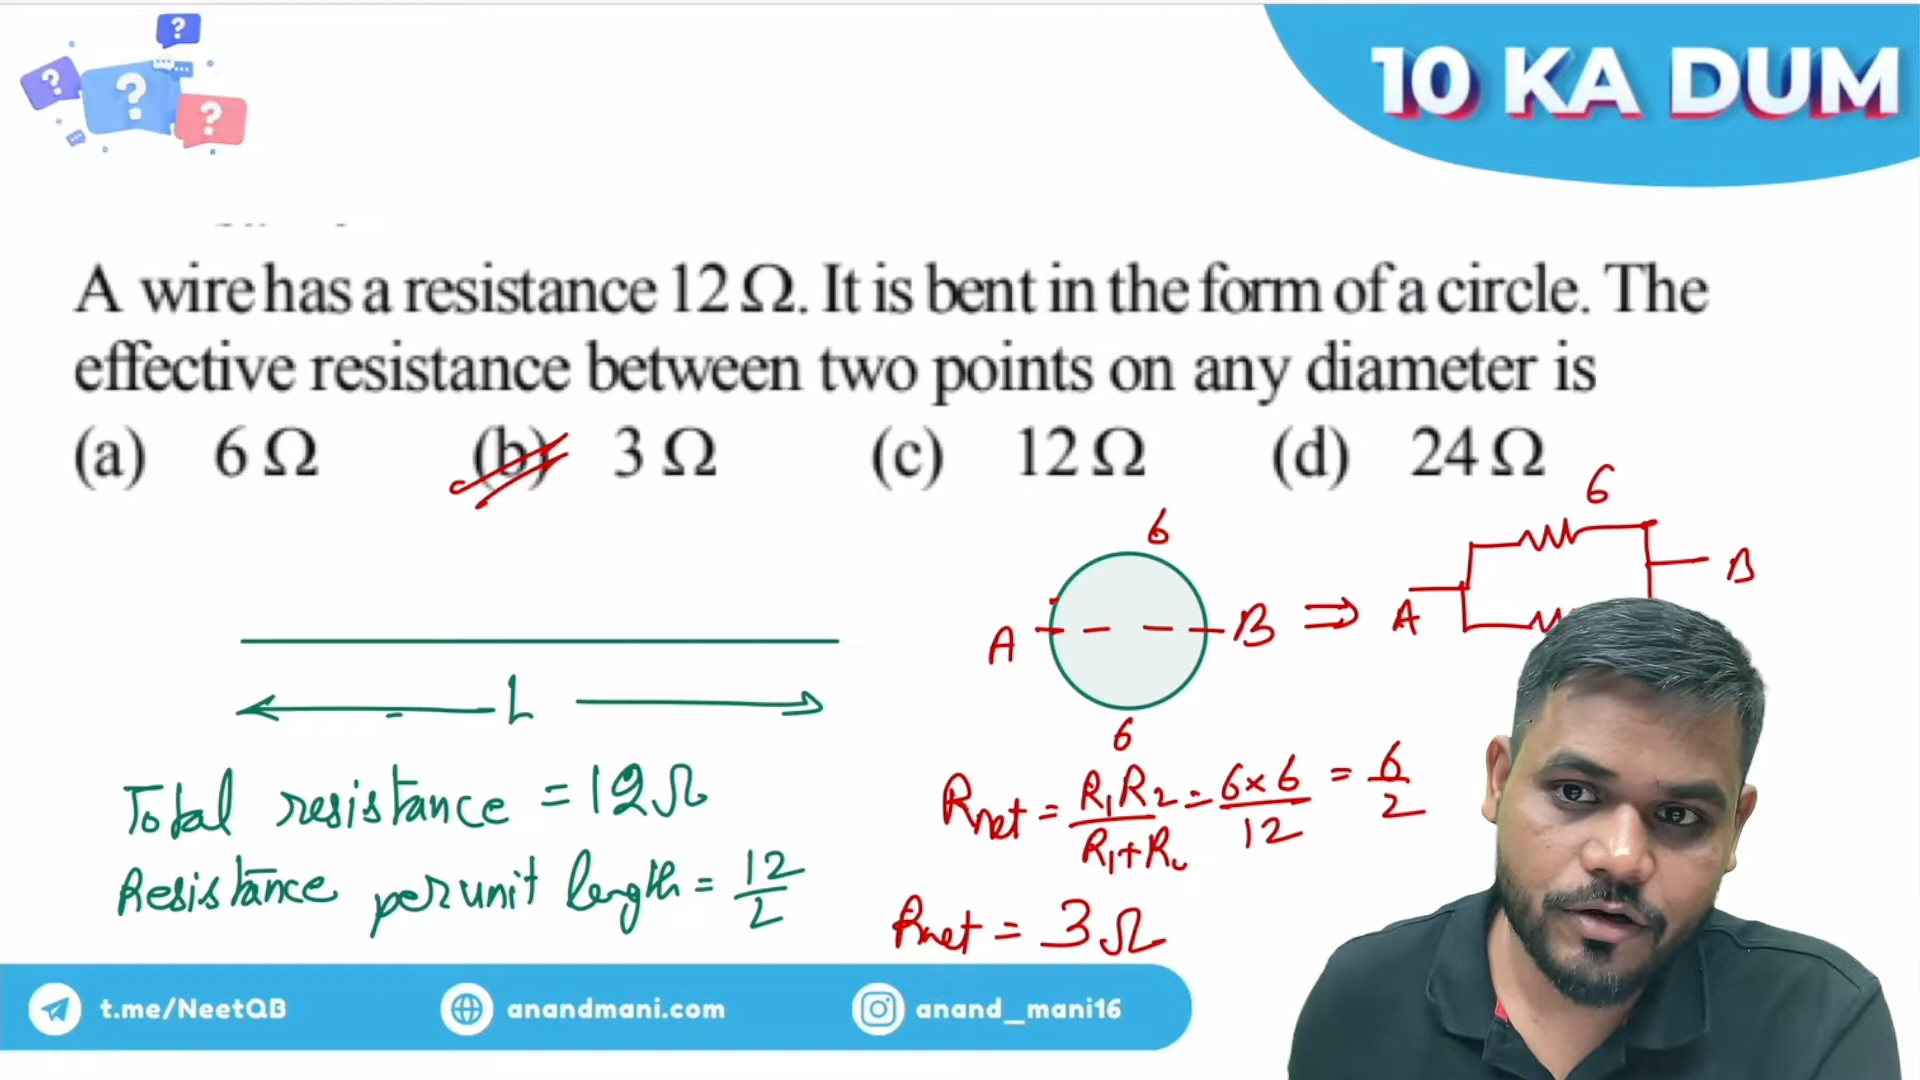 10 KA DUM
A wire has a resistance 12 Ω. It is bent in the form of a circle. The
effective resistance between two points on any diameter is
(a) 6 Ω (b) 3 Ω (c) 12 Ω (d) 24 Ω
6
6
A B ⇒ A B
L
6
Total resistance = 12Ω
Resistance per unit length = 12/L
Rnet = R₁R₂/R₁+R₂ = 6×6/12 = 6/2
Rnet = 3Ω
t.me/NeetQB
anandmani.com
anand_mani16